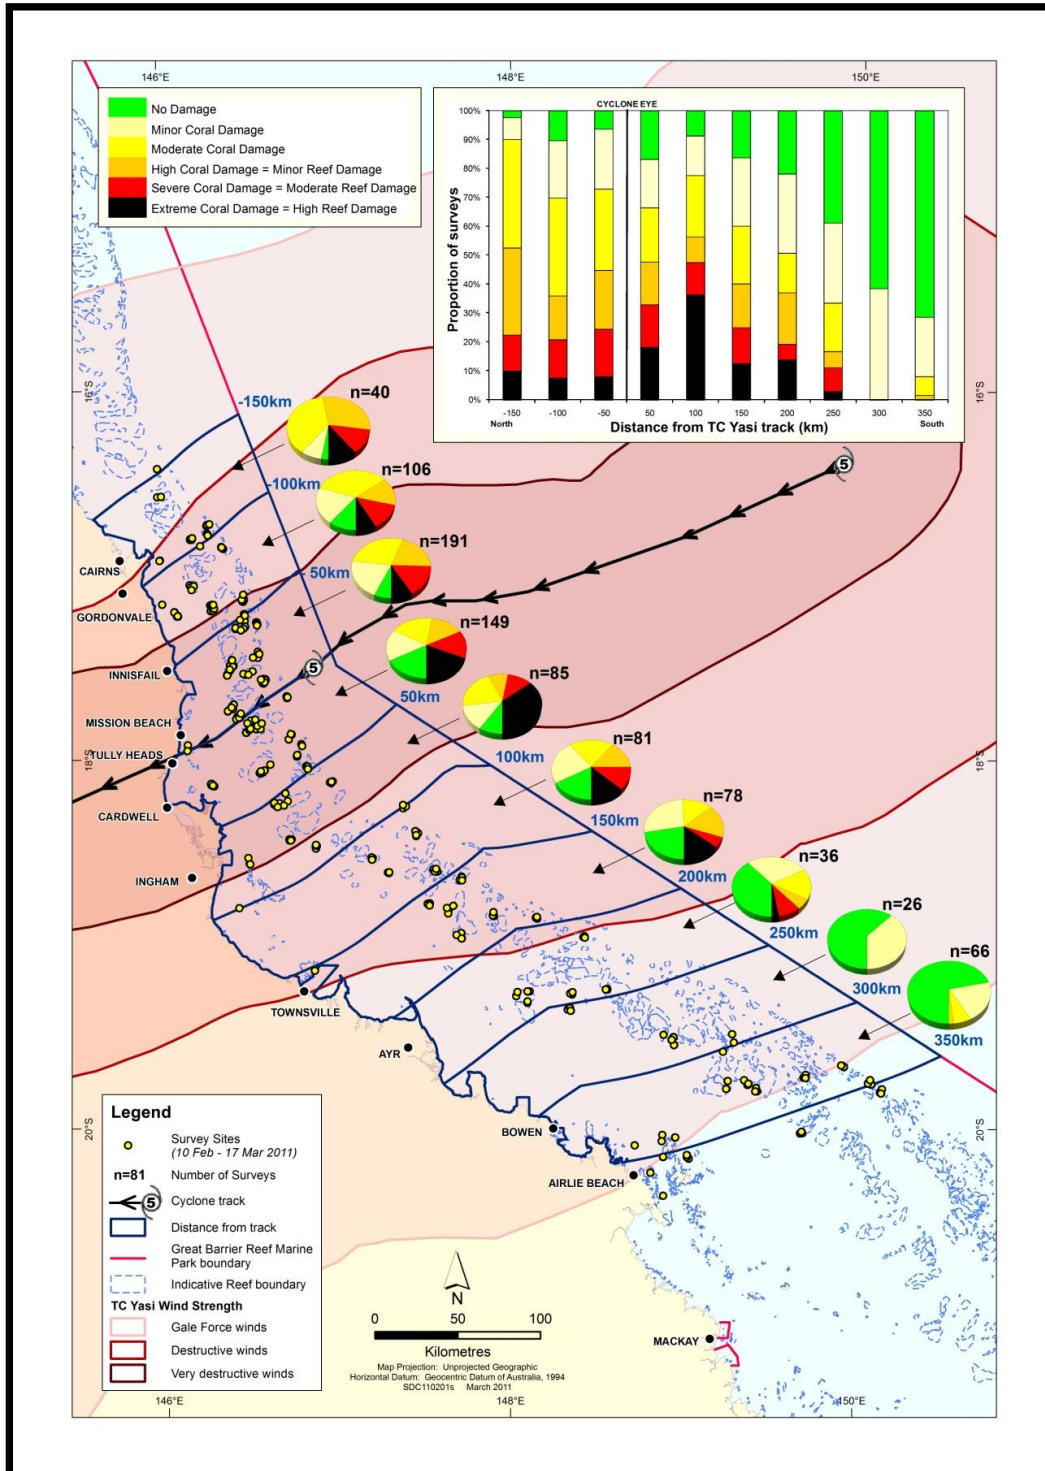 146°E
148°E
150°E
No Damage
Minor Coral Damage
Moderate Coral Damage
High Coral Damage = Minor Reef Damage
Severe Coral Damage = Moderate Reef Damage
Extreme Coral Damage = High Reef Damage
CYCLONE EYE
Proportion of surveys
100%
90%
80%
70%
60%
50%
40%
30%
20%
10%
0%
-150
-100
-50
50
100
150
200
250
300
350
North
Distance from TC Yasi track (km)
South
16°S
16°S
-150km
n=40
5
-100km
n=106
- 50km
n=191
CAIRNS
GORDONVALE
50km
n=149
5
INNISFAIL
100km
n=85
MISSION BEACH
TULLY HEADS
18°S
18°S
150km
n=81
CARDWELL
200km
n=78
INGHAM
250km
n=36
300km
n=26
350km
n=66
TOWNSVILLE
AYR
BOWEN
20°S
20°S
AIRLIE BEACH
MACKAY
Legend
Survey Sites
(10 Feb - 17 Mar 2011)
n=81
Number of Surveys
5
Cyclone track
Distance from track
Great Barrier Reef Marine
Park boundary
Indicative Reef boundary
TC Yasi Wind Strength
Gale Force winds
Destructive winds
Very destructive winds
N
0
50
100
Kilometres
Map Projection: Unprojected Geographic
Horizontal Datum: Geocentric Datum of Australia, 1994
SDC110201s March 2011
146°E
148°E
150°E